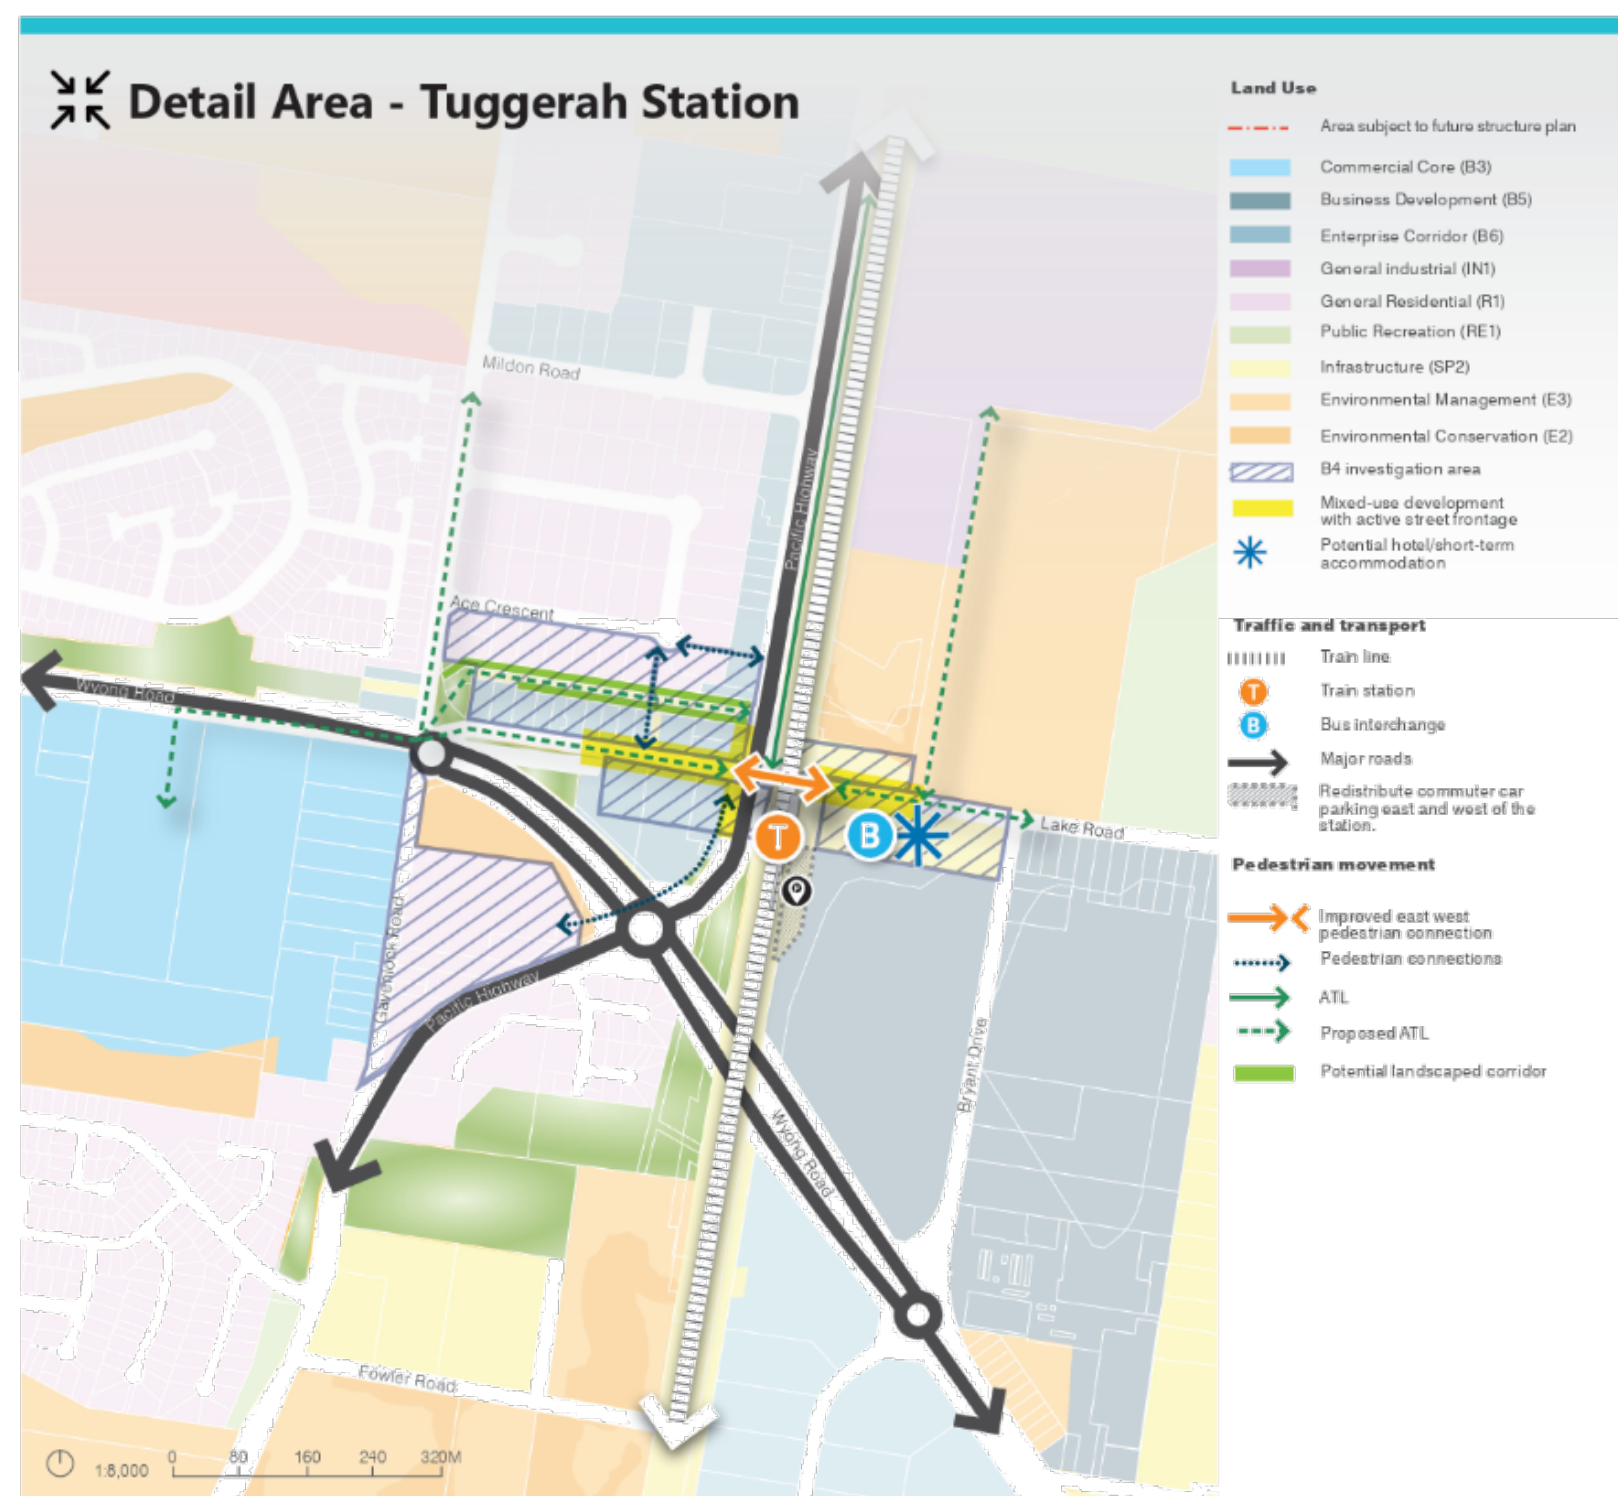 Detail Area - Tuggerah Station
Land Use
Area subject to future structure plan
Commercial Core (B3)
Business Development (B5)
Enterprise Corridor (B6)
General industrial (IN1)
General Residential (R1)
Public Recreation (RE1)
Infrastructure (SP2)
Environmental Management (E3)
Environmental Conservation (E2)
B4 investigation area
Mixed-use development
with active street frontage
Potential hotel/short-term
accommodation
Traffic and transport
Train line
T
Train station
B
Bus interchange
Major roads
Redistribute commuter car
parking east and west of the
station.
Pedestrian movement
Improved east west
pedestrian connection
Pedestrian connections
ATL
Proposed ATL
Potential landscaped corridor
Mildon Road
Pacific Highway
Ace Crescent
Wyong Road
T
B
Lake Road
P
Gavenlock Road
Pacific Highway
Bryant Drive
Wyong Road
Fowler Road
1:8,000
0 80 160 240 320M